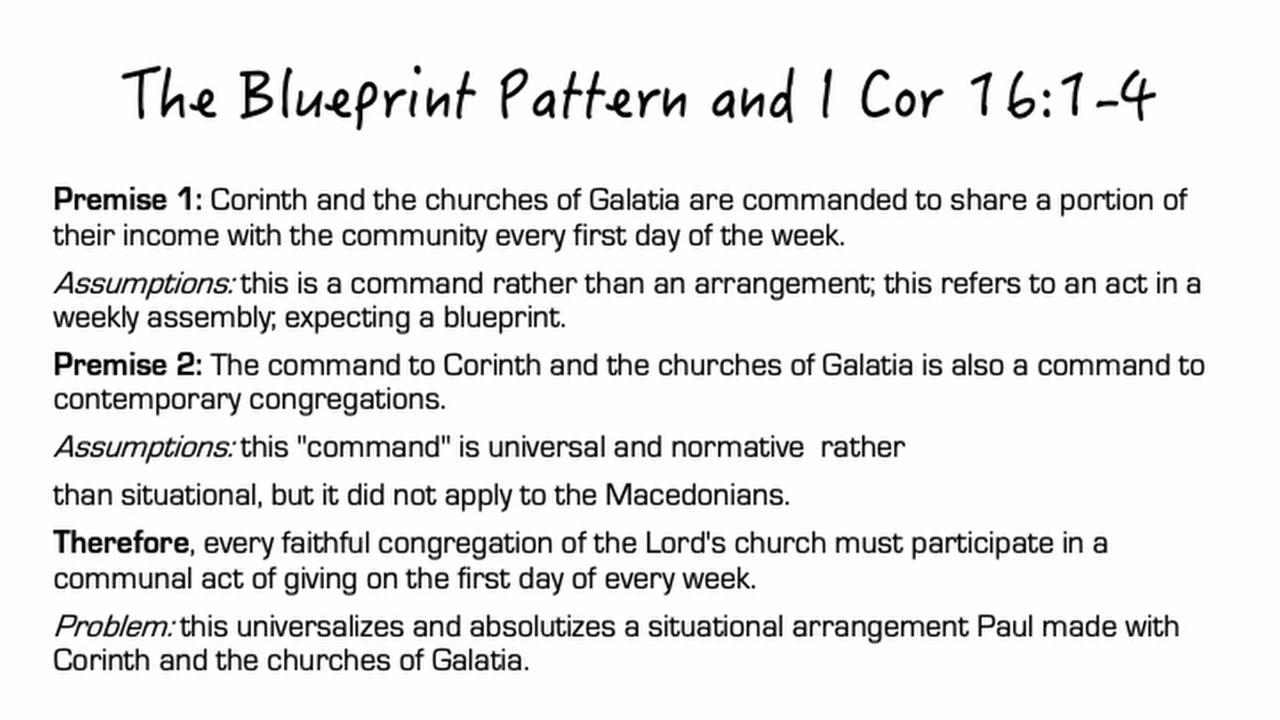 The Blueprint Pattern and 1 Cor 16:1-4
Premise 1: Corinth and the churches of Galatia are commanded to share a portion of
their income with the community every first day of the week.
Assumptions: this is a command rather than an arrangement; this refers to an act in a
weekly assembly; expecting a blueprint.
Premise 2: The command to Corinth and the churches of Galatia is also a command to
contemporary congregations.
Assumptions: this "command" is universal and normative  rather
than situational, but it did not apply to the Macedonians.
Therefore, every faithful congregation of the Lord's church must participate in a
communal act of giving on the first day of every week.
Problem: this universalizes and absolutizes a situational arrangement Paul made with
Corinth and the churches of Galatia.